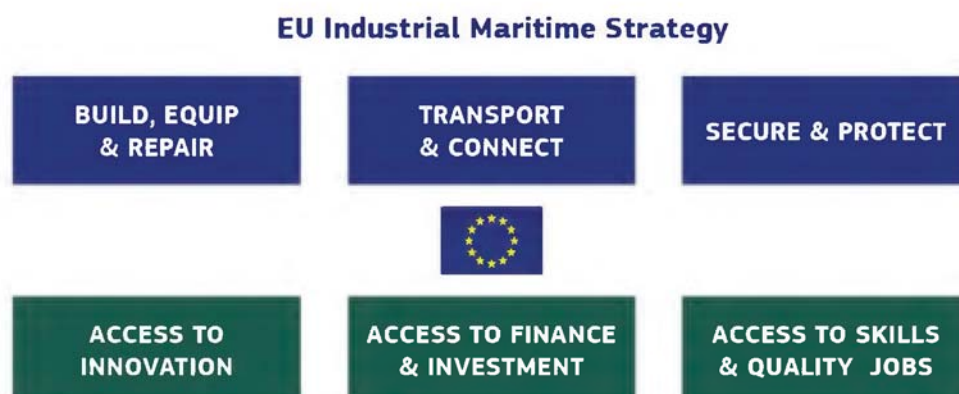 EU Industrial Maritime Strategy
BUILD, EQUIP
& REPAIR
TRANSPORT
& CONNECT
SECURE & PROTECT
ACCESS TO
INNOVATION
ACCESS TO FINANCE
& INVESTMENT
ACCESS TO SKILLS
& QUALITY JOBS